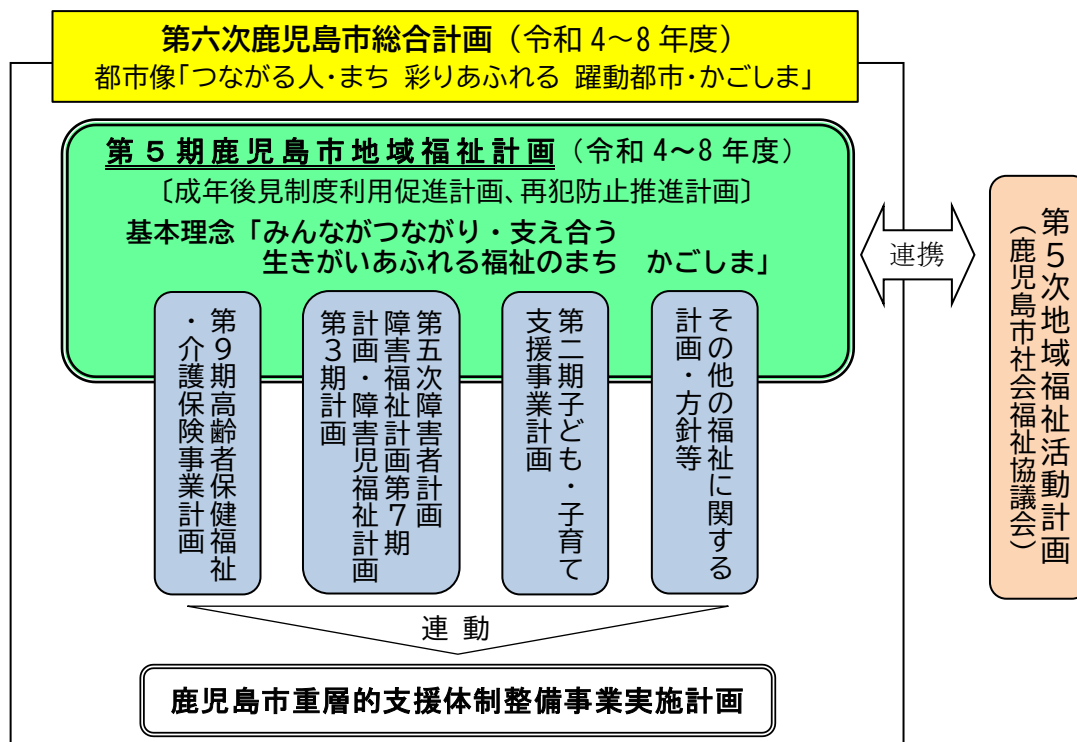 第六次鹿児島市総合計画（令和４～８年度）
都市像「つながる人・まち 彩りあふれる 躍動都市・かごしま」
第５期鹿児島市地域福祉計画（令和４～８年度）
〔成年後見制度利用促進計画、再犯防止推進計画〕
基本理念「みんながつながり・支え合う
生きがいあふれる福祉のまち　かごしま」
第９期高齢者保健福祉
・介護保険事業計画
第五次障害者計画
障害福祉計画第７期
計画・障害児福祉計画
第３期計画
第二期子ども・子育て
支援事業計画
その他の福祉に関する
計画・方針等
連携
第５次地域福祉活動計画
（鹿児島市社会福祉協議会）
連 動
鹿児島市重層的支援体制整備事業実施計画